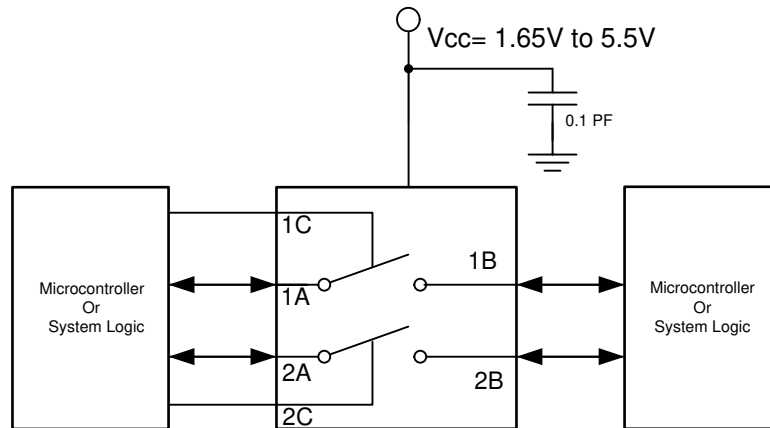 Vcc= 1.65V to 5.5V
0.1 PF
1C
1B
1A
Microcontroller
Or
System Logic
Microcontroller
Or
System Logic
2A
2B
2C